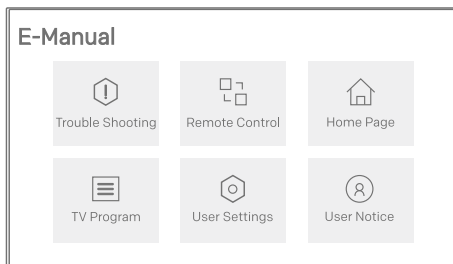 E-Manual
Trouble Shooting
Remote Control
Home Page
TV Program
User Settings
User Notice